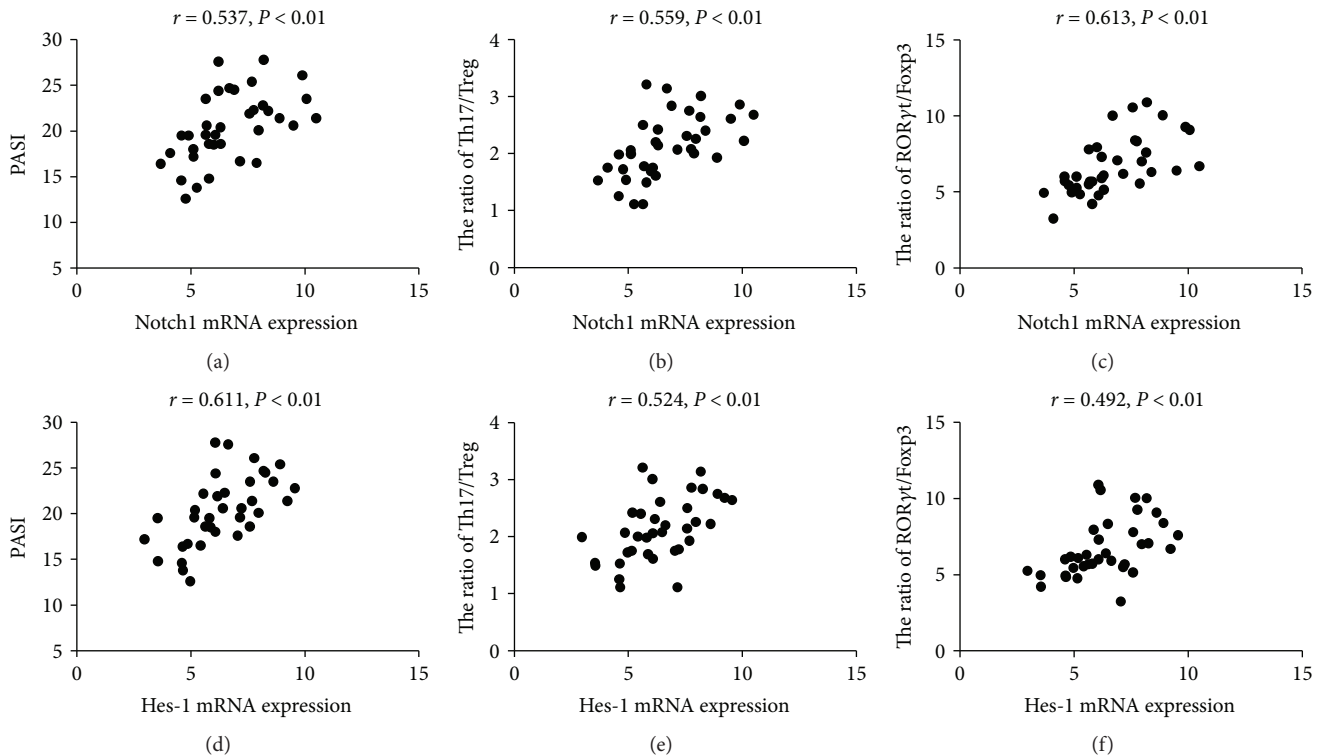 r = 0.537, P < 0.01
PASI
30
25
20
15
10
5
0
5
10
15
Notch1 mRNA expression
(a)
r = 0.559, P < 0.01
The ratio of Th17/Treg
4
3
2
1
0
0
5
10
15
Notch1 mRNA expression
(b)
r = 0.613, P < 0.01
The ratio of RORγt/Foxp3
15
10
5
0
0
5
10
15
Notch1 mRNA expression
(c)
r = 0.611, P < 0.01
PASI
30
25
20
15
10
5
0
5
10
15
Hes-1 mRNA expression
(d)
r = 0.524, P < 0.01
The ratio of Th17/Treg
4
3
2
1
0
0
5
10
15
Hes-1 mRNA expression
(e)
r = 0.492, P < 0.01
The ratio of RORγt/Foxp3
15
10
5
0
0
5
10
15
Hes-1 mRNA expression
(f)